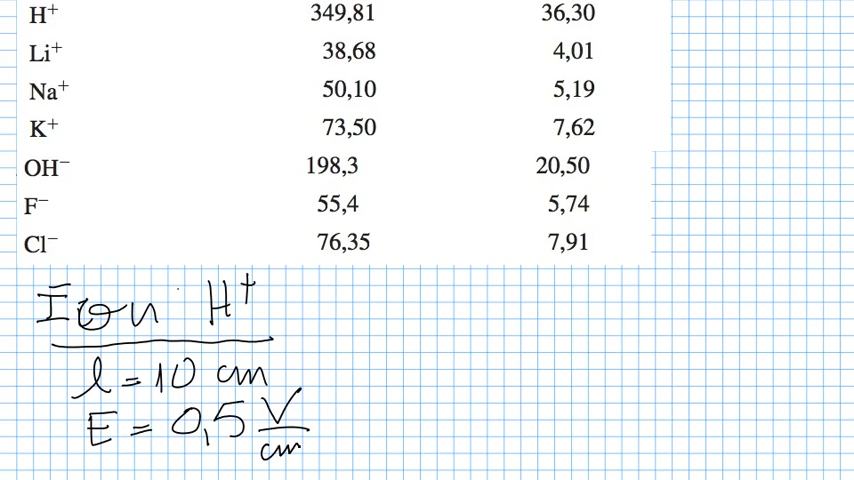 H⁺ 349,81 36,30
Li⁺ 38,68 4,01
Na⁺ 50,10 5,19
K⁺ 73,50 7,62
OH⁻ 198,3 20,50
F⁻ 55,4 5,74
Cl⁻ 76,35 7,91
Ion H⁺
l = 10 cm
E = 0,5 V/cm